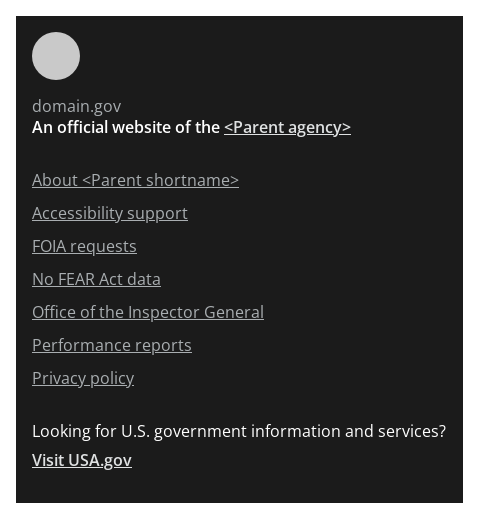 domain.gov
An official website of the <Parent agency>
About <Parent shortname>
Accessibility support
FOIA requests
No FEAR Act data
Office of the Inspector General
Performance reports
Privacy policy
Looking for U.S. government information and services?
Visit USA.gov